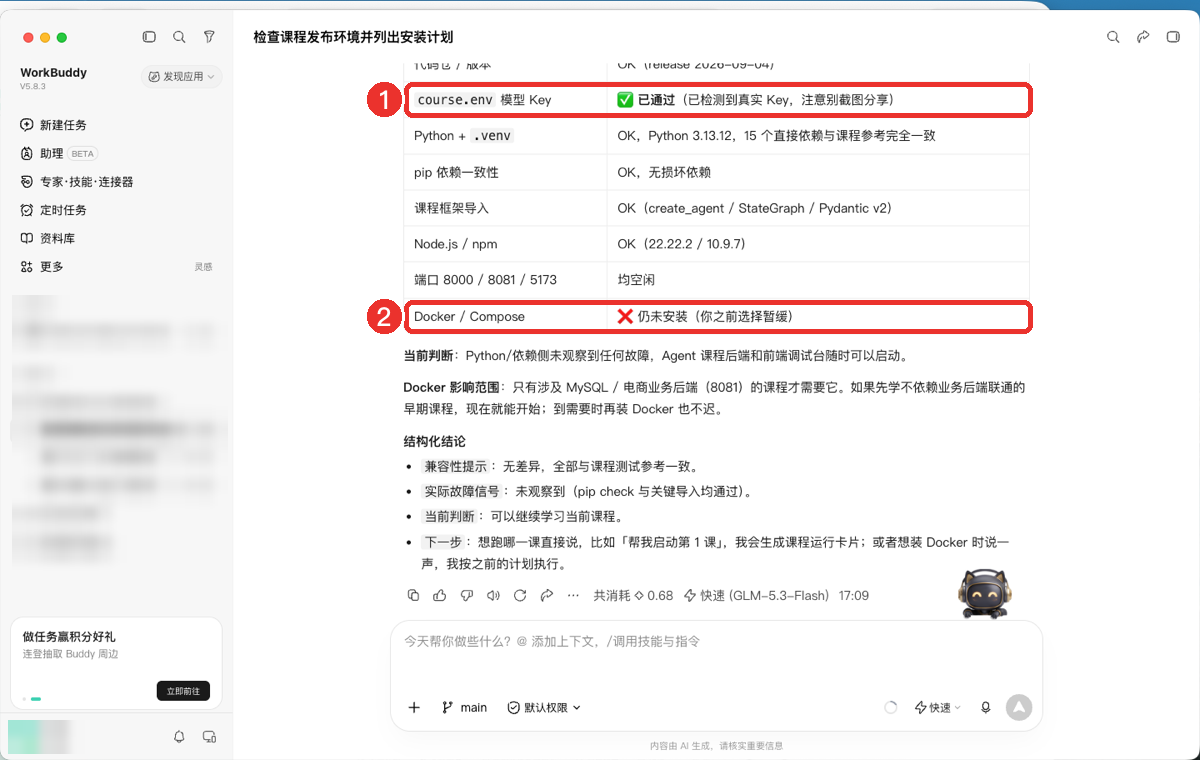 检查课程发布环境并列出安装计划
WorkBuddy
V5.8.3
发现应用
新建任务
助理 BETA
专家·技能·连接器
定时任务
资料库
更多
灵感
做任务赢积分好礼
连登抽取 Buddy 周边
立即前往
代码仓 / 版本 OK（release 2026-09-04）
1 course.env 模型 Key ✅ 已通过（已检测到真实 Key，注意别截图分享）
Python + .venv OK，Python 3.13.12，15 个直接依赖与课程参考完全一致
pip 依赖一致性 OK，无损坏依赖
课程框架导入 OK（create_agent / StateGraph / Pydantic v2）
Node.js / npm OK（22.22.2 / 10.9.7）
端口 8000 / 8081 / 5173 均空闲
2 Docker / Compose ❌ 仍未安装（你之前选择暂缓）
当前判断：Python/依赖侧未观察到任何故障，Agent 课程后端和前端调试台随时可以启动。
Docker 影响范围：只有涉及 MySQL / 电商业务后端（8081）的课程才需要它。如果先学不依赖业务后端联通的
早期课程，现在就能开始；到需要时再装 Docker 也不迟。
结构化结论
• 兼容性提示：无差异，全部与课程测试参考一致。
• 实际故障信号：未观察到（pip check 与关键导入均通过）。
• 当前判断：可以继续学习当前课程。
• 下一步：想跑哪一课直接说，比如「帮我启动第 1 课」，我会生成课程运行卡片；或者想装 Docker 时说一
声，我按之前的计划执行。
共消耗 0.68 快速 (GLM-5.3-Flash) 17:09
今天帮你做些什么？@ 添加上下文，/调用技能与指令
main 默认权限 快速
内容由 AI 生成，请核实重要信息